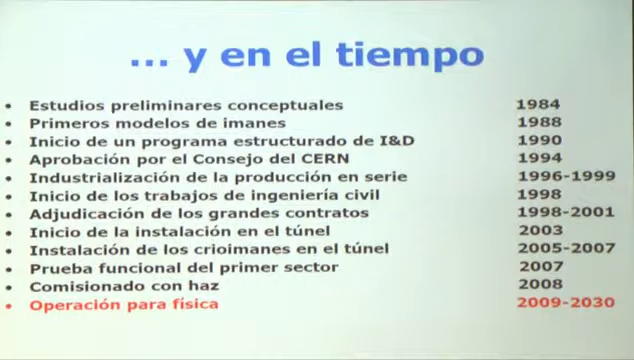 ... y en el tiempo
• Estudios preliminares conceptuales 1984
• Primeros modelos de imanes 1988
• Inicio de un programa estructurado de I&D 1990
• Aprobación por el Consejo del CERN 1994
• Industrialización de la producción en serie 1996-1999
• Inicio de los trabajos de ingeniería civil 1998
• Adjudicación de los grandes contratos 1998-2001
• Inicio de la instalación en el túnel 2003
• Instalación de los crioimanes en el túnel 2005-2007
• Prueba funcional del primer sector 2007
• Comisionado con haz 2008
• Operación para física 2009-2030